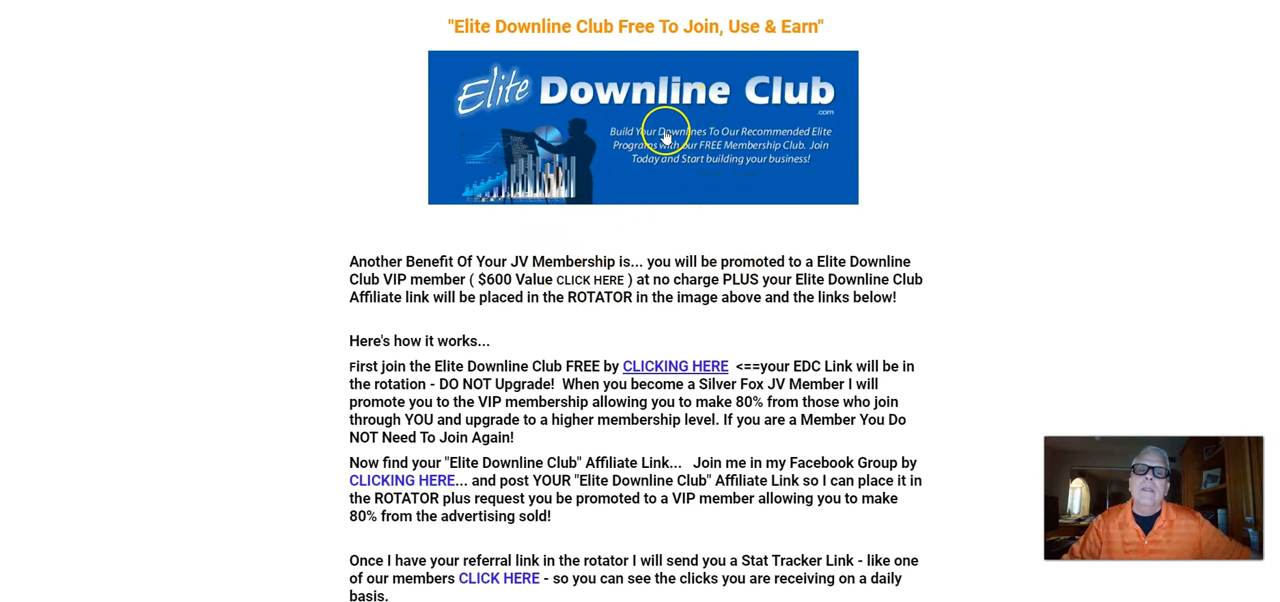 "Elite Downline Club Free To Join, Use & Earn"
Elite Downline Club
.com
Build Your Downlines To Our Recommended Elite
Programs with our FREE Membership Club. Join
Today and Start building your business!
Another Benefit Of Your JV Membership is... you will be promoted to a Elite Downline
Club VIP member ( $600 Value CLICK HERE ) at no charge PLUS your Elite Downline Club
Affiliate link will be placed in the ROTATOR in the image above and the links below!
Here's how it works...
First join the Elite Downline Club FREE by CLICKING HERE <==your EDC Link will be in
the rotation - DO NOT Upgrade! When you become a Silver Fox JV Member I will
promote you to the VIP membership allowing you to make 80% from those who join
through YOU and upgrade to a higher membership level. If you are a Member You Do
NOT Need To Join Again!
Now find your "Elite Downline Club" Affiliate Link... Join me in my Facebook Group by
CLICKING HERE... and post YOUR "Elite Downline Club" Affiliate Link so I can place it in
the ROTATOR plus request you be promoted to a VIP member allowing you to make
80% from the advertising sold!
Once I have your referral link in the rotator I will send you a Stat Tracker Link - like one
of our members CLICK HERE - so you can see the clicks you are receiving on a daily
basis.